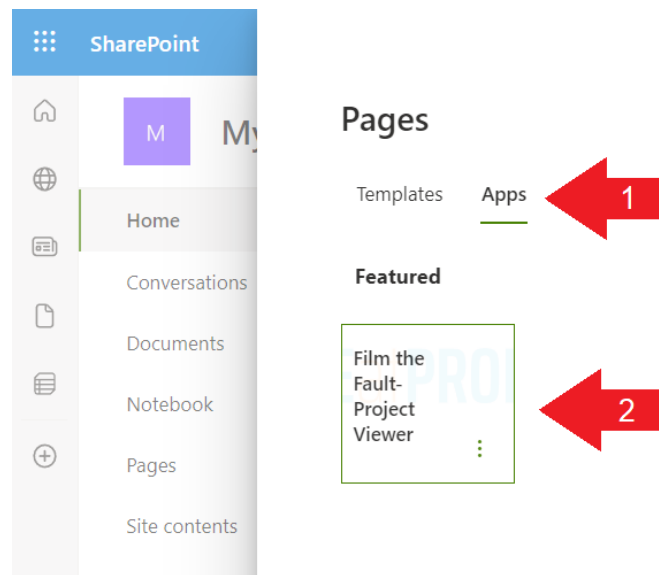 SharePoint
M
My
Home
Conversations
Documents
Notebook
Pages
Site contents
Pages
Templates Apps
1
Featured
Film the
Fault-
Project
Viewer
2